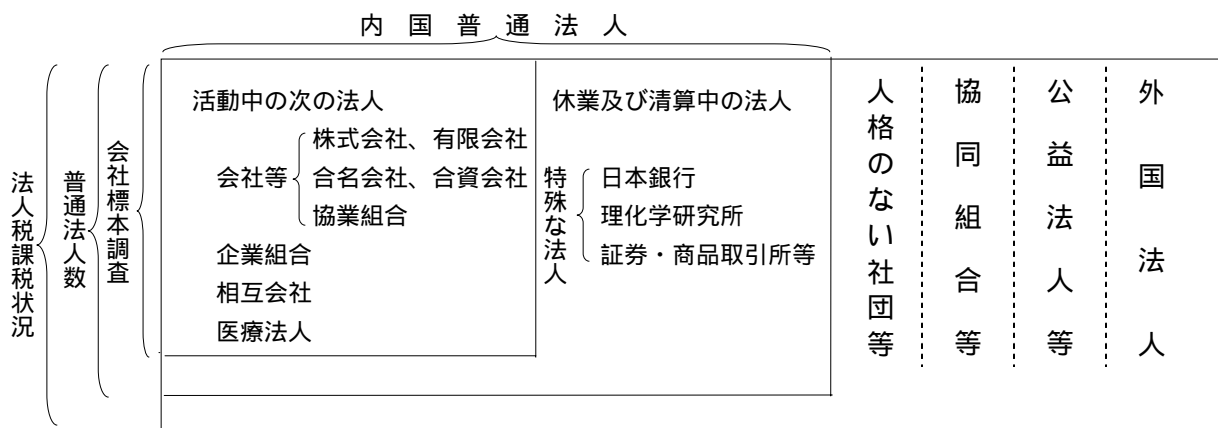 内国普通法人
法人税課税状況
普通法人数
会社標本調査
活動中の次の法人
会社等
株式会社、有限会社
合名会社、合資会社
協業組合
企業組合
相互会社
医療法人
休業及び清算中の法人
特殊な法人
日本銀行
理化学研究所
証券・商品取引所等
人格のない社団等
協同組合等
公益法人等
外国法人